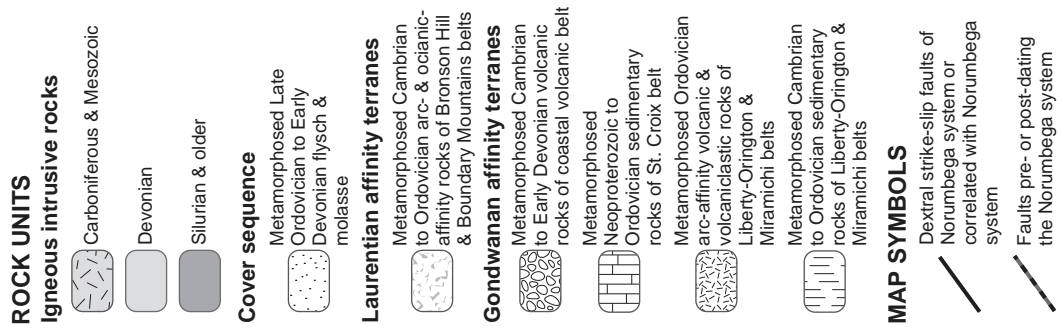 ROCK UNITS
Igneous intrusive rocks
Carboniferous & Mesozoic
Devonian
Silurian & older
Cover sequence
Metamorphosed Late
Ordovician to Early
Devonian flysch &
molasse
Laurentian affinity terranes
Metamorphosed Cambrian
to Ordovician arc- & ocianic-
affinity rocks of Bronson Hill
& Boundary Mountains belts
Gondwanan affinity terranes
Metamorphosed Cambrian
to Early Devonian volcanic
rocks of coastal volcanic belt
Metamorphosed
Neoproterozoic to
Ordovician sedimentary
rocks of St. Croix belt
Metamorphosed Ordovician
arc-affinity volcanic &
volcaniclastic rocks of
Liberty-Orington &
Miramichi belts
Metamorphosed Cambrian
to Ordovician sedimentary
rocks of Liberty-Orington &
Miramichi belts
MAP SYMBOLS
Dextral strike-slip faults of
Norumbega system or
correlated with Norumbega
system
Faults pre- or post-dating
the Norumbega system